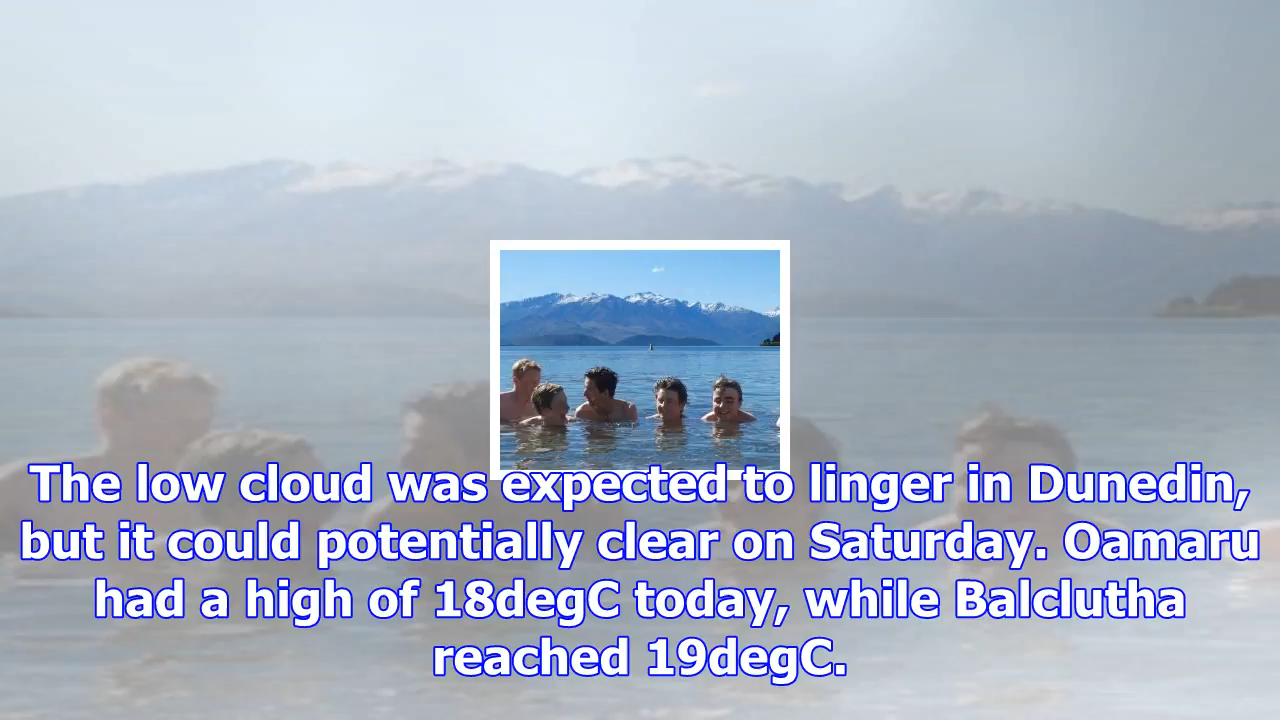 The low cloud was expected to linger in Dunedin,
but it could potentially clear on Saturday. Oamaru
had a high of 18degC today, while Balclutha
reached 19degC.